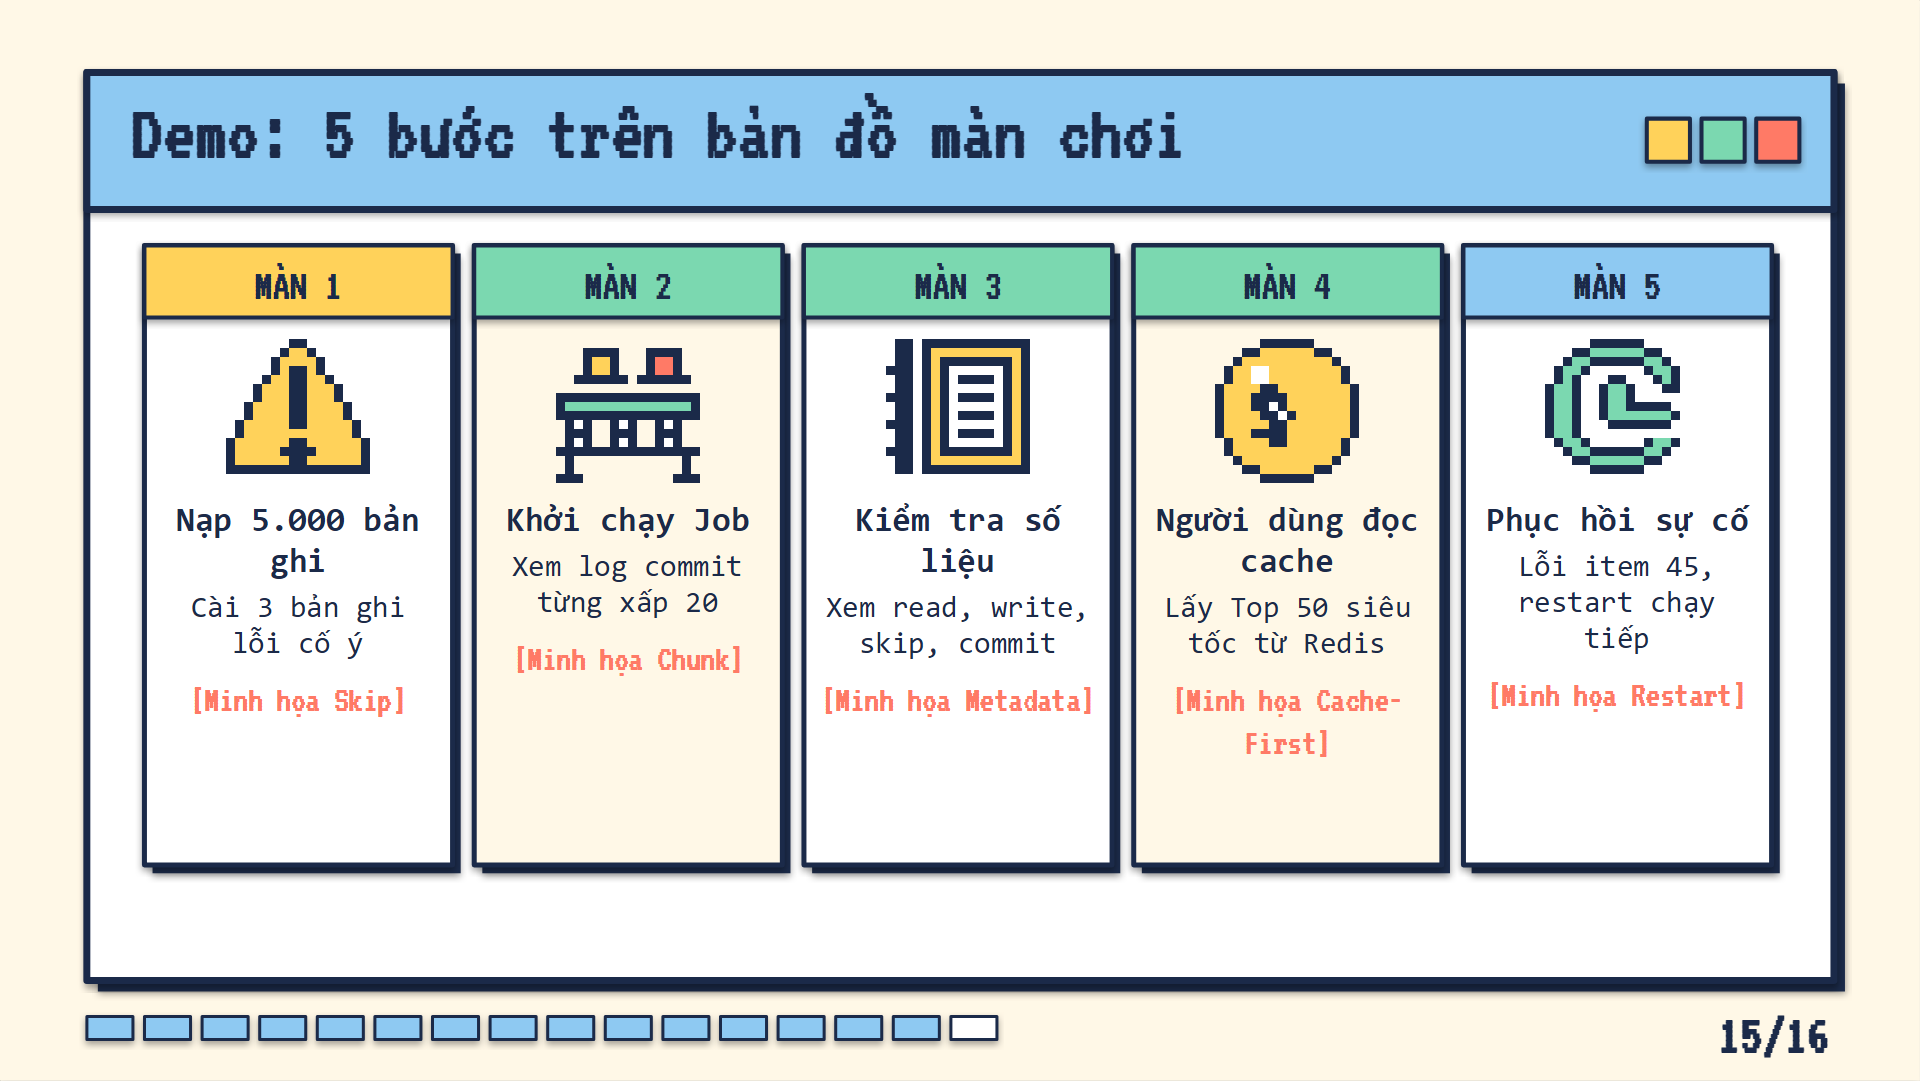 Demo: 5 bước trên bản đồ màn chơi
MÀN 1
Nạp 5.000 bản
ghi
Cài 3 bản ghi
lỗi cố ý
[Minh họa Skip]
MÀN 2
Khởi chạy Job
Xem log commit
từng xấp 20
[Minh họa Chunk]
MÀN 3
Kiểm tra số
liệu
Xem read, write,
skip, commit
[Minh họa Metadata]
MÀN 4
Người dùng đọc
cache
Lấy Top 50 siêu
tốc từ Redis
[Minh họa Cache-
First]
MÀN 5
Phục hồi sự cố
Lỗi item 45,
restart chạy
tiếp
[Minh họa Restart]
15/16